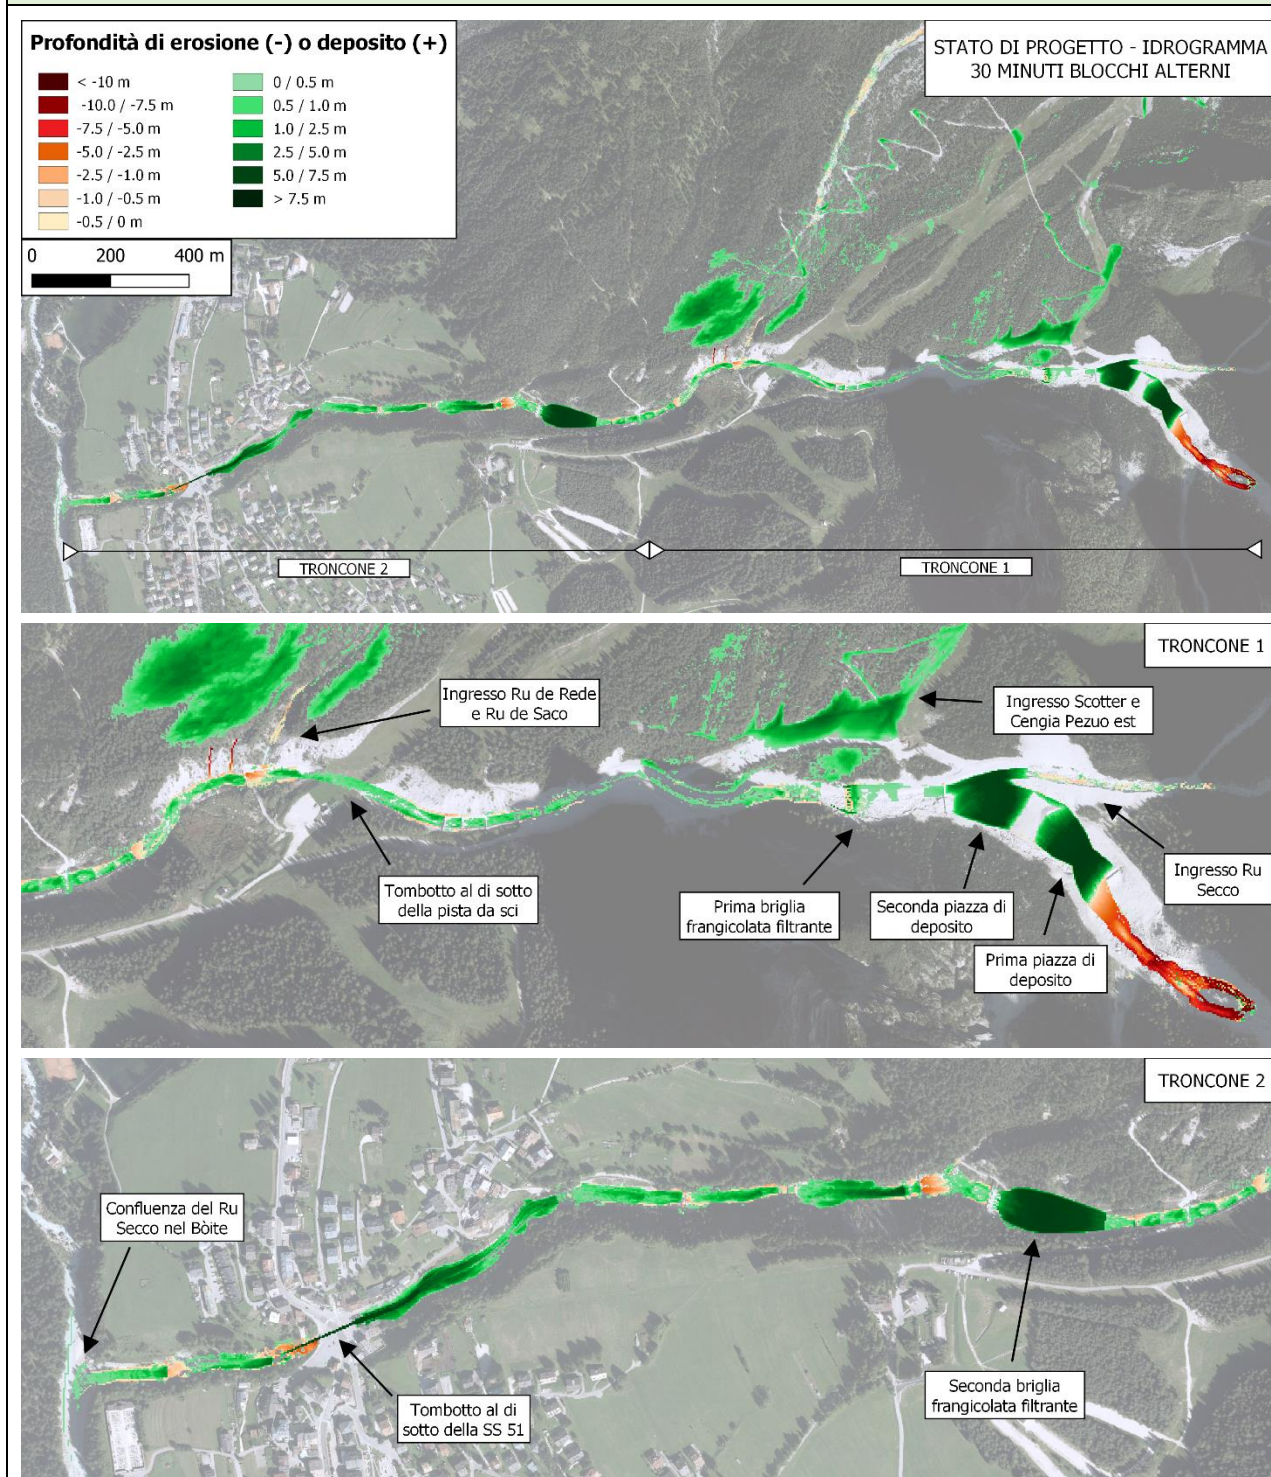 Profondità di erosione (-) o deposito (+)
< -10 m
-10.0 / -7.5 m
-7.5 / -5.0 m
-5.0 / -2.5 m
-2.5 / -1.0 m
-1.0 / -0.5 m
-0.5 / 0 m
0 / 0.5 m
0.5 / 1.0 m
1.0 / 2.5 m
2.5 / 5.0 m
5.0 / 7.5 m
> 7.5 m
0 200 400 m
STATO DI PROGETTO - IDROGRAMMA
30 MINUTI BLOCCHI ALTERNI
TRONCONE 2
TRONCONE 1
TRONCONE 1
Ingresso Ru de Rede
e Ru de Saco
Ingresso Scotter e
Cengia Pezuo est
Tombotto al di sotto
della pista da sci
Prima briglia
frangicolata filtrante
Seconda piazza di
deposito
Prima piazza di
deposito
Ingresso Ru
Secco
TRONCONE 2
Confluenza del Ru
Secco nel Bòite
Tombotto al di
sotto della SS 51
Seconda briglia
frangicolata filtrante